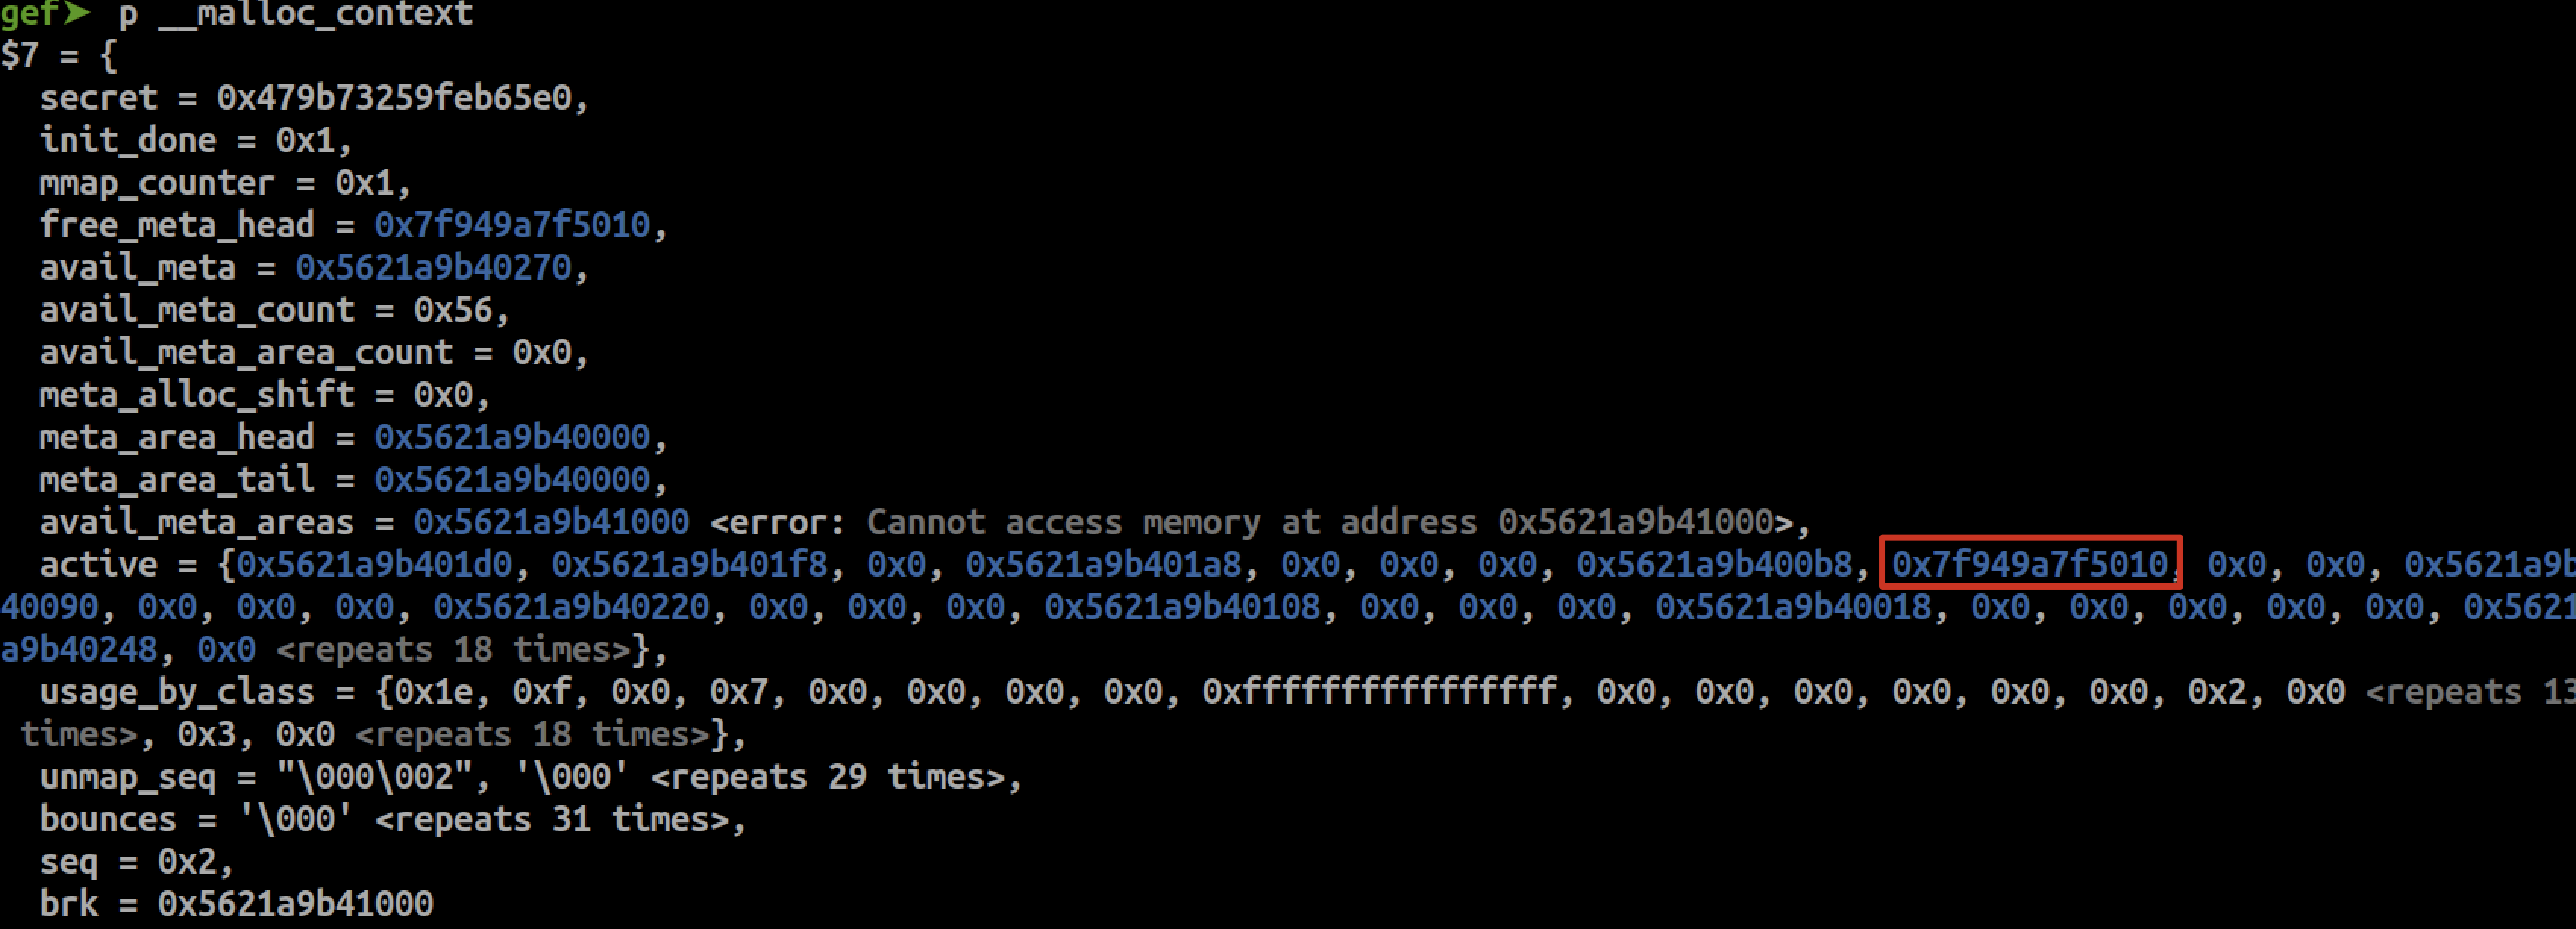 gef➤  p __malloc_context
$7 = {
  secret = 0x479b73259feb65e0,
  init_done = 0x1,
  mmap_counter = 0x1,
  free_meta_head = 0x7f949a7f5010,
  avail_meta = 0x5621a9b40270,
  avail_meta_count = 0x56,
  avail_meta_area_count = 0x0,
  meta_alloc_shift = 0x0,
  meta_area_head = 0x5621a9b40000,
  meta_area_tail = 0x5621a9b40000,
  avail_meta_areas = 0x5621a9b41000 <error: Cannot access memory at address 0x5621a9b41000>,
  active = {0x5621a9b401d0, 0x5621a9b401f8, 0x0, 0x5621a9b401a8, 0x0, 0x0, 0x0, 0x5621a9b400b8, 0x7f949a7f5010, 0x0, 0x0, 0x5621a9b
40090, 0x0, 0x0, 0x0, 0x5621a9b40220, 0x0, 0x0, 0x0, 0x5621a9b40108, 0x0, 0x0, 0x0, 0x5621a9b40018, 0x0, 0x0, 0x0, 0x0, 0x0, 0x5621
a9b40248, 0x0 <repeats 18 times>},
  usage_by_class = {0x1e, 0xf, 0x0, 0x7, 0x0, 0x0, 0x0, 0x0, 0xffffffffffffffff, 0x0, 0x0, 0x0, 0x0, 0x0, 0x0, 0x2, 0x0 <repeats 13
 times>, 0x3, 0x0 <repeats 18 times>},
  unmap_seq = "\000\002", '\000' <repeats 29 times>,
  bounces = '\000' <repeats 31 times>,
  seq = 0x2,
  brk = 0x5621a9b41000